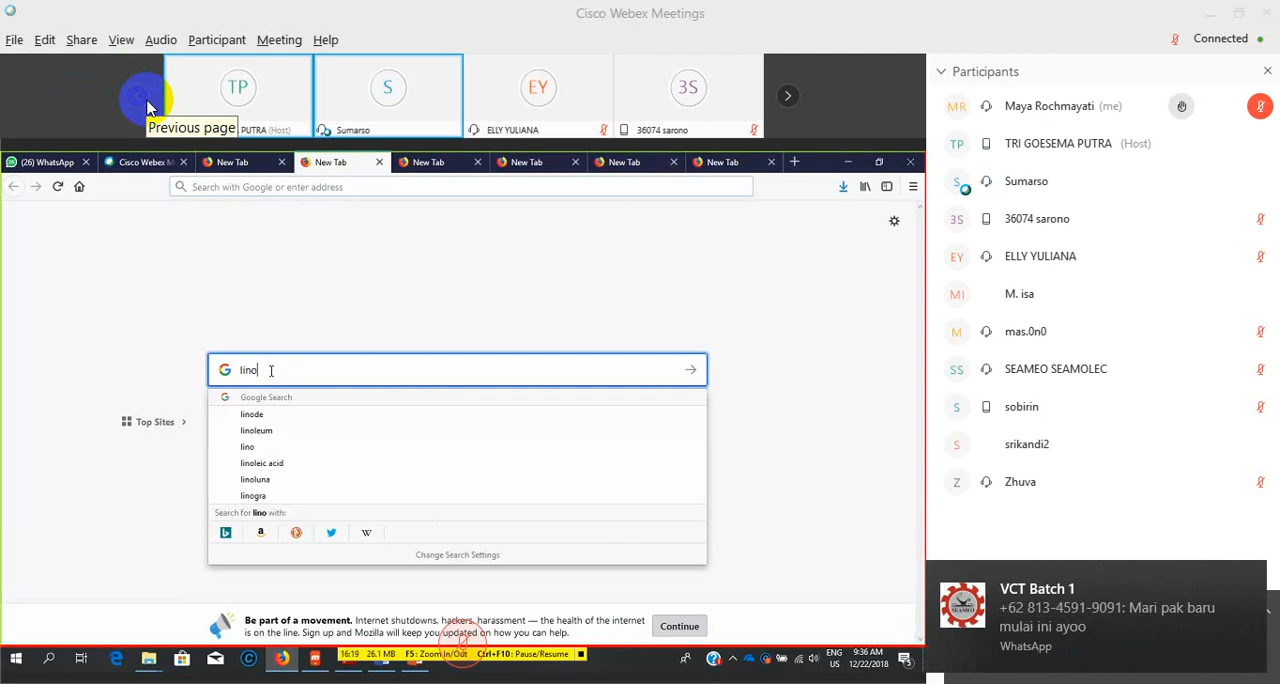 Cisco Webex Meetings
File Edit Share View Audio Participant Meeting Help
Connected
TP S EY 3S
PUTRA (Host) Sumarso ELLY YULIANA 36074 sarono
Previous page
Participants
MR Maya Rochmayati (me)
TP TRI GOESEMA PUTRA (Host)
S Sumarso
3S 36074 sarono
EY ELLY YULIANA
MI M. isa
M mas.0n0
SS SEAMEO SEAMOLEC
S sobirin
S srikandi2
Z Zhuva
(26) WhatsApp Cisco Webex M New Tab New Tab New Tab New Tab New Tab New Tab
Search with Google or enter address
lino
Google Search
linode
linoleum
lino
linoleic acid
linoluna
linogra
Search for lino with:
Change Search Settings
Top Sites
Be part of a movement. Internet shutdowns, hackers, harassment — the health of the internet
is on the line. Sign up and Mozilla will keep you updated on how you can help.
Continue
VCT Batch 1
+62 813-4591-9091: Mari pak baru
mulai ini ayoo
WhatsApp
SEAMEO
16:19 26.1 MB F5: Zoom In/Out Ctrl+F10: Pause/Resume
ENG
US
9:36 AM
12/22/2018